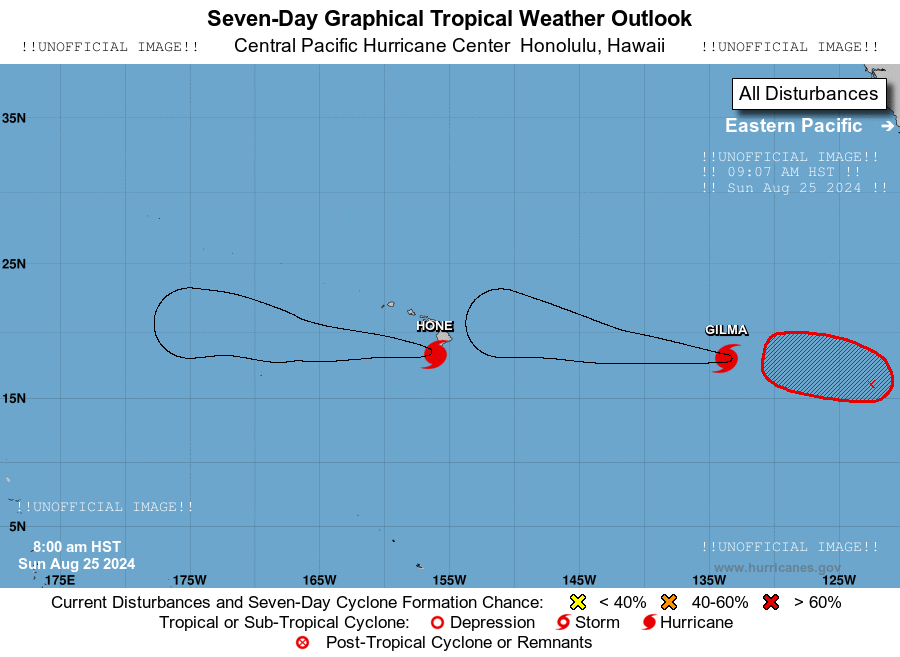 Seven-Day Graphical Tropical Weather Outlook
!!UNOFFICIAL IMAGE!! Central Pacific Hurricane Center Honolulu, Hawaii !!UNOFFICIAL IMAGE!!
All Disturbances
35N
Eastern Pacific
!!UNOFFICIAL IMAGE!!
!! 09:07 AM HST !!
!! Sun Aug 25 2024 !!
25N
HONE
GILMA
15N
!!UNOFFICIAL IMAGE!!
5N
8:00 am HST
Sun Aug 25 2024
!!UNOFFICIAL IMAGE!!
www.hurricanes.gov
175E 175W 165W 155W 145W 135W 125W
Current Disturbances and Seven-Day Cyclone Formation Chance: < 40% 40-60% > 60%
Tropical or Sub-Tropical Cyclone: Depression Storm Hurricane
Post-Tropical Cyclone or Remnants